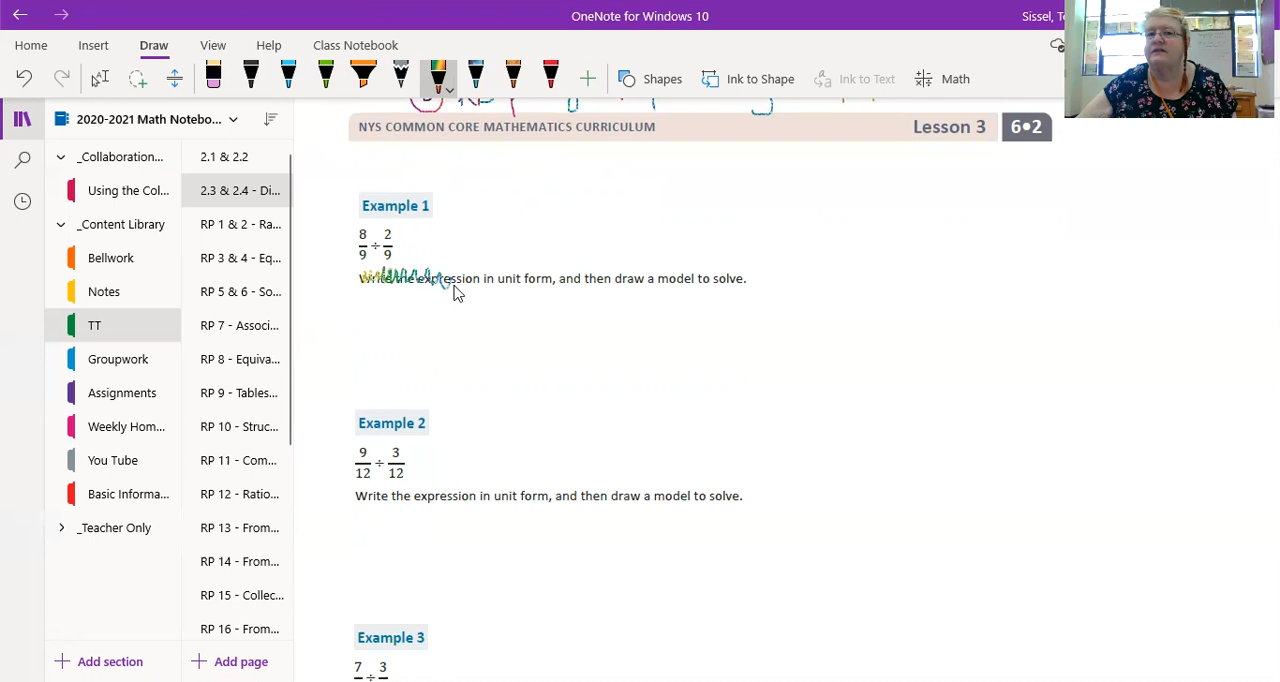 OneNote for Windows 10
Sissel, T
Home Insert Draw View Help Class Notebook
Shapes Ink to Shape Ink to Text Math
2020-2021 Math Notebo...
_Collaboration...
Using the Col...
_Content Library
Bellwork
Notes
TT
Groupwork
Assignments
Weekly Hom...
You Tube
Basic Informa...
_Teacher Only
Add section
2.1 & 2.2
2.3 & 2.4 - Di...
RP 1 & 2 - Ra...
RP 3 & 4 - Eq...
RP 5 & 6 - So...
RP 7 - Associ...
RP 8 - Equiva...
RP 9 - Tables...
RP 10 - Struc...
RP 11 - Com...
RP 12 - Ratio...
RP 13 - From...
RP 14 - From...
RP 15 - Collec...
RP 16 - From...
Add page
NYS COMMON CORE MATHEMATICS CURRICULUM Lesson 3 6•2
Example 1
8/9 ÷ 2/9
Write the expression in unit form, and then draw a model to solve.
Example 2
9/12 ÷ 3/12
Write the expression in unit form, and then draw a model to solve.
Example 3
7 ÷ 3